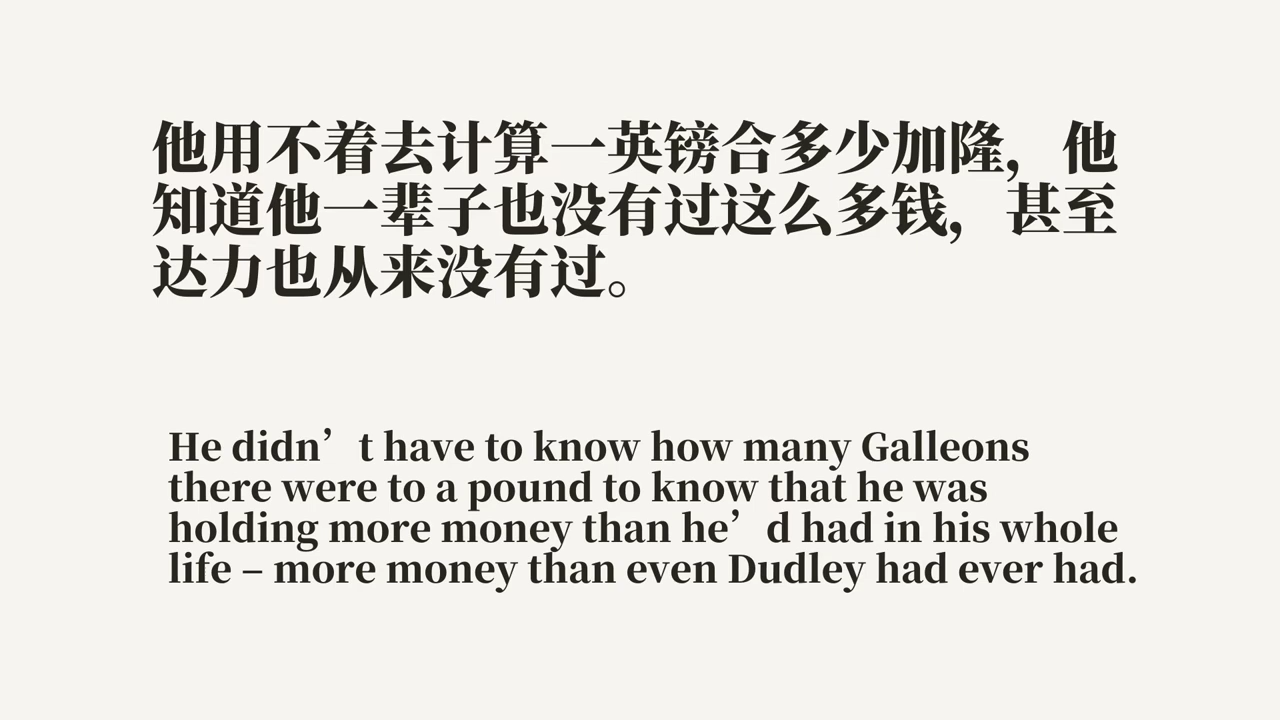 他用不着去计算一英镑合多少加隆，他
知道他一辈子也没有过这么多钱，甚至
达力也从来没有过。
He didn’t have to know how many Galleons
there were to a pound to know that he was
holding more money than he’d had in his whole
life – more money than even Dudley had ever had.